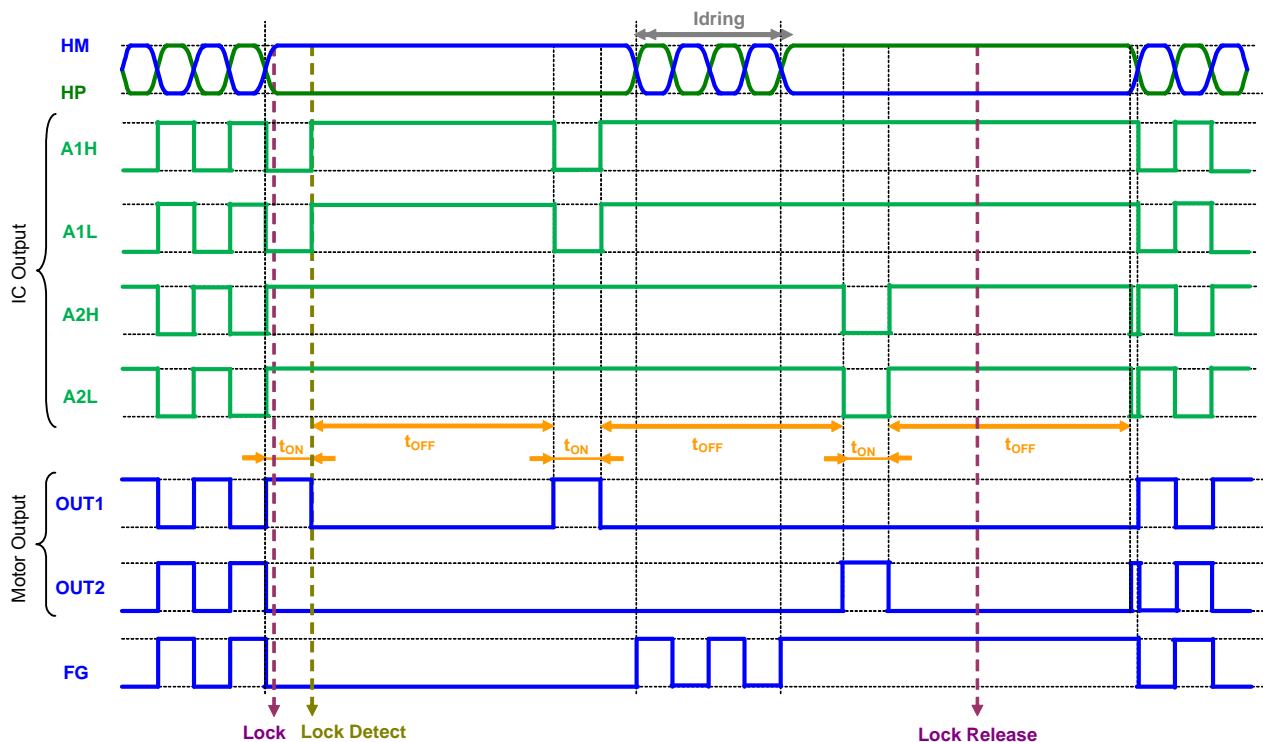 Idring
HM
HP
A1H
A1L
A2H
A2L
IC Output
tON
tOFF
tON
tOFF
tON
tOFF
OUT1
OUT2
Motor Output
FG
Lock
Lock Detect
Lock Release